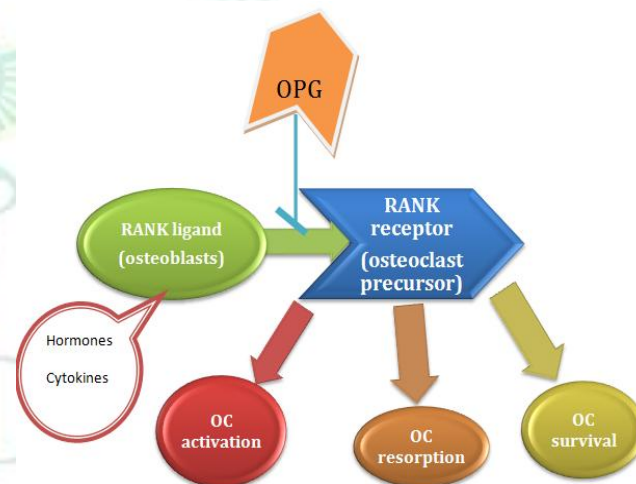 OPG
RANK ligand
(osteoblasts)
RANK
receptor
(osteoclast
precursor)
Hormones
Cytokines
OC
activation
OC
resorption
OC
survival